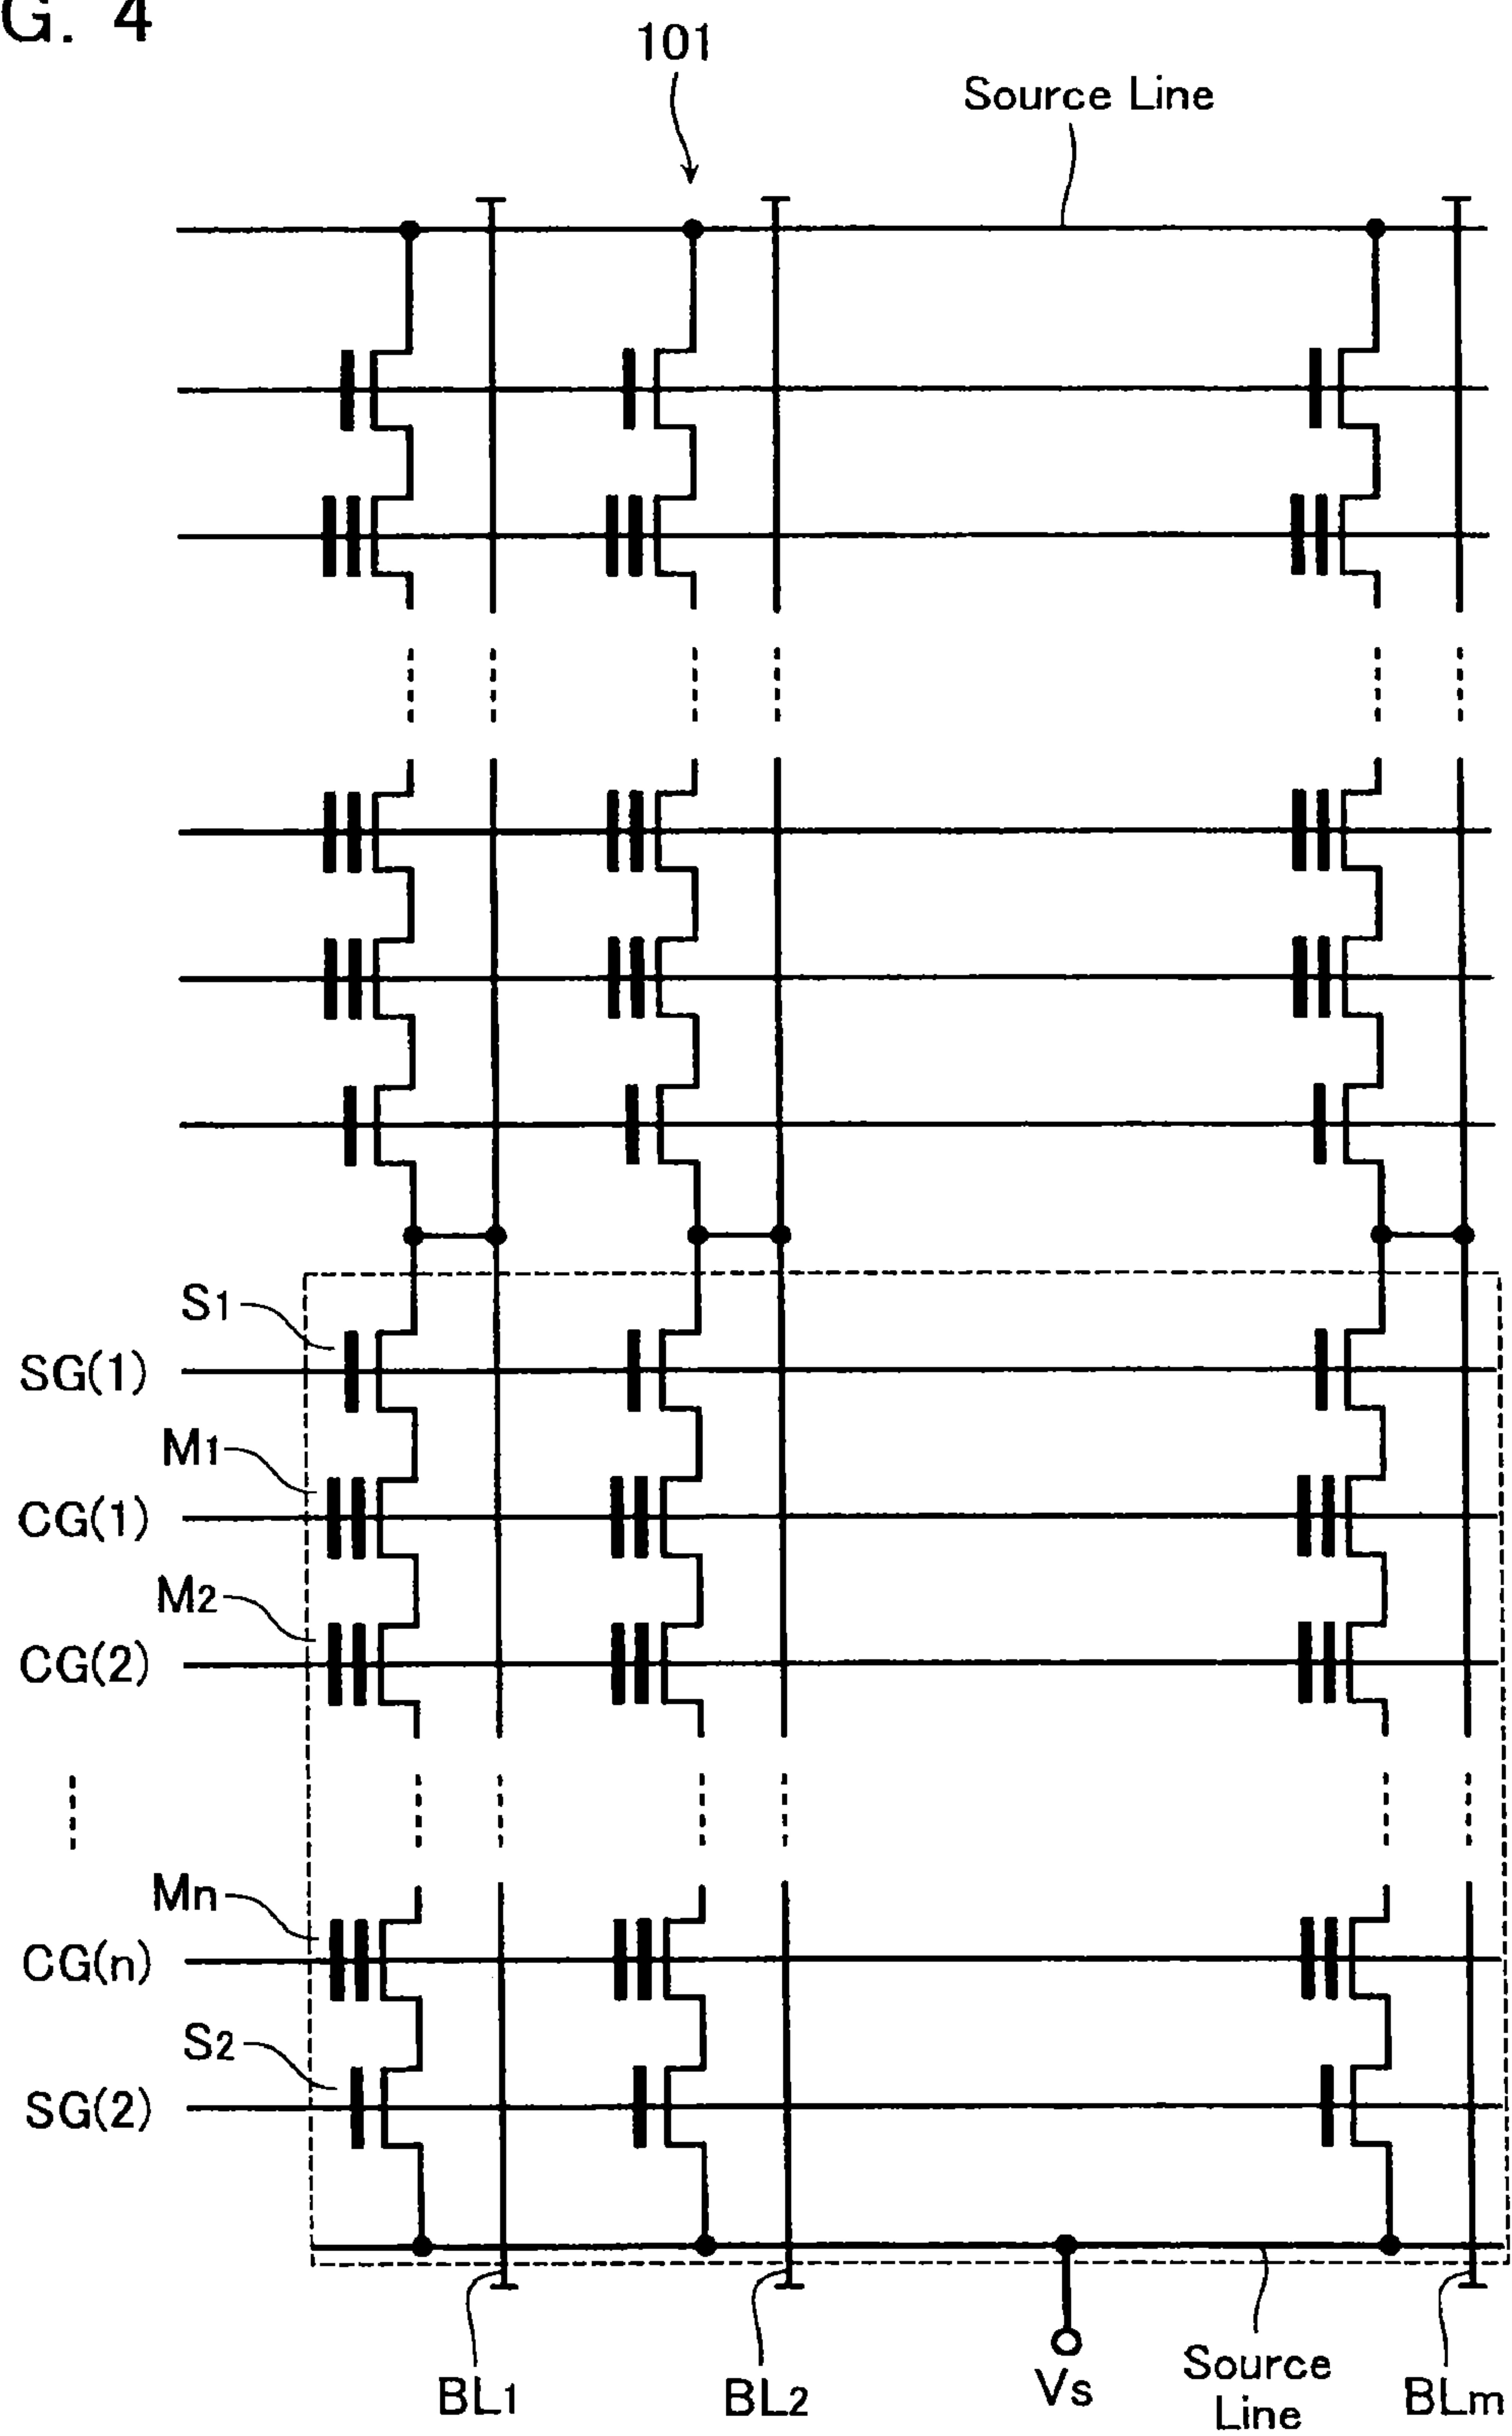 G. 4
101
Source Line
S1
SG(1)
M1
CG(1)
M2
CG(2)
Mn
CG(n)
S2
SG(2)
BL1
BL2
Vs
Source
Line
BLm